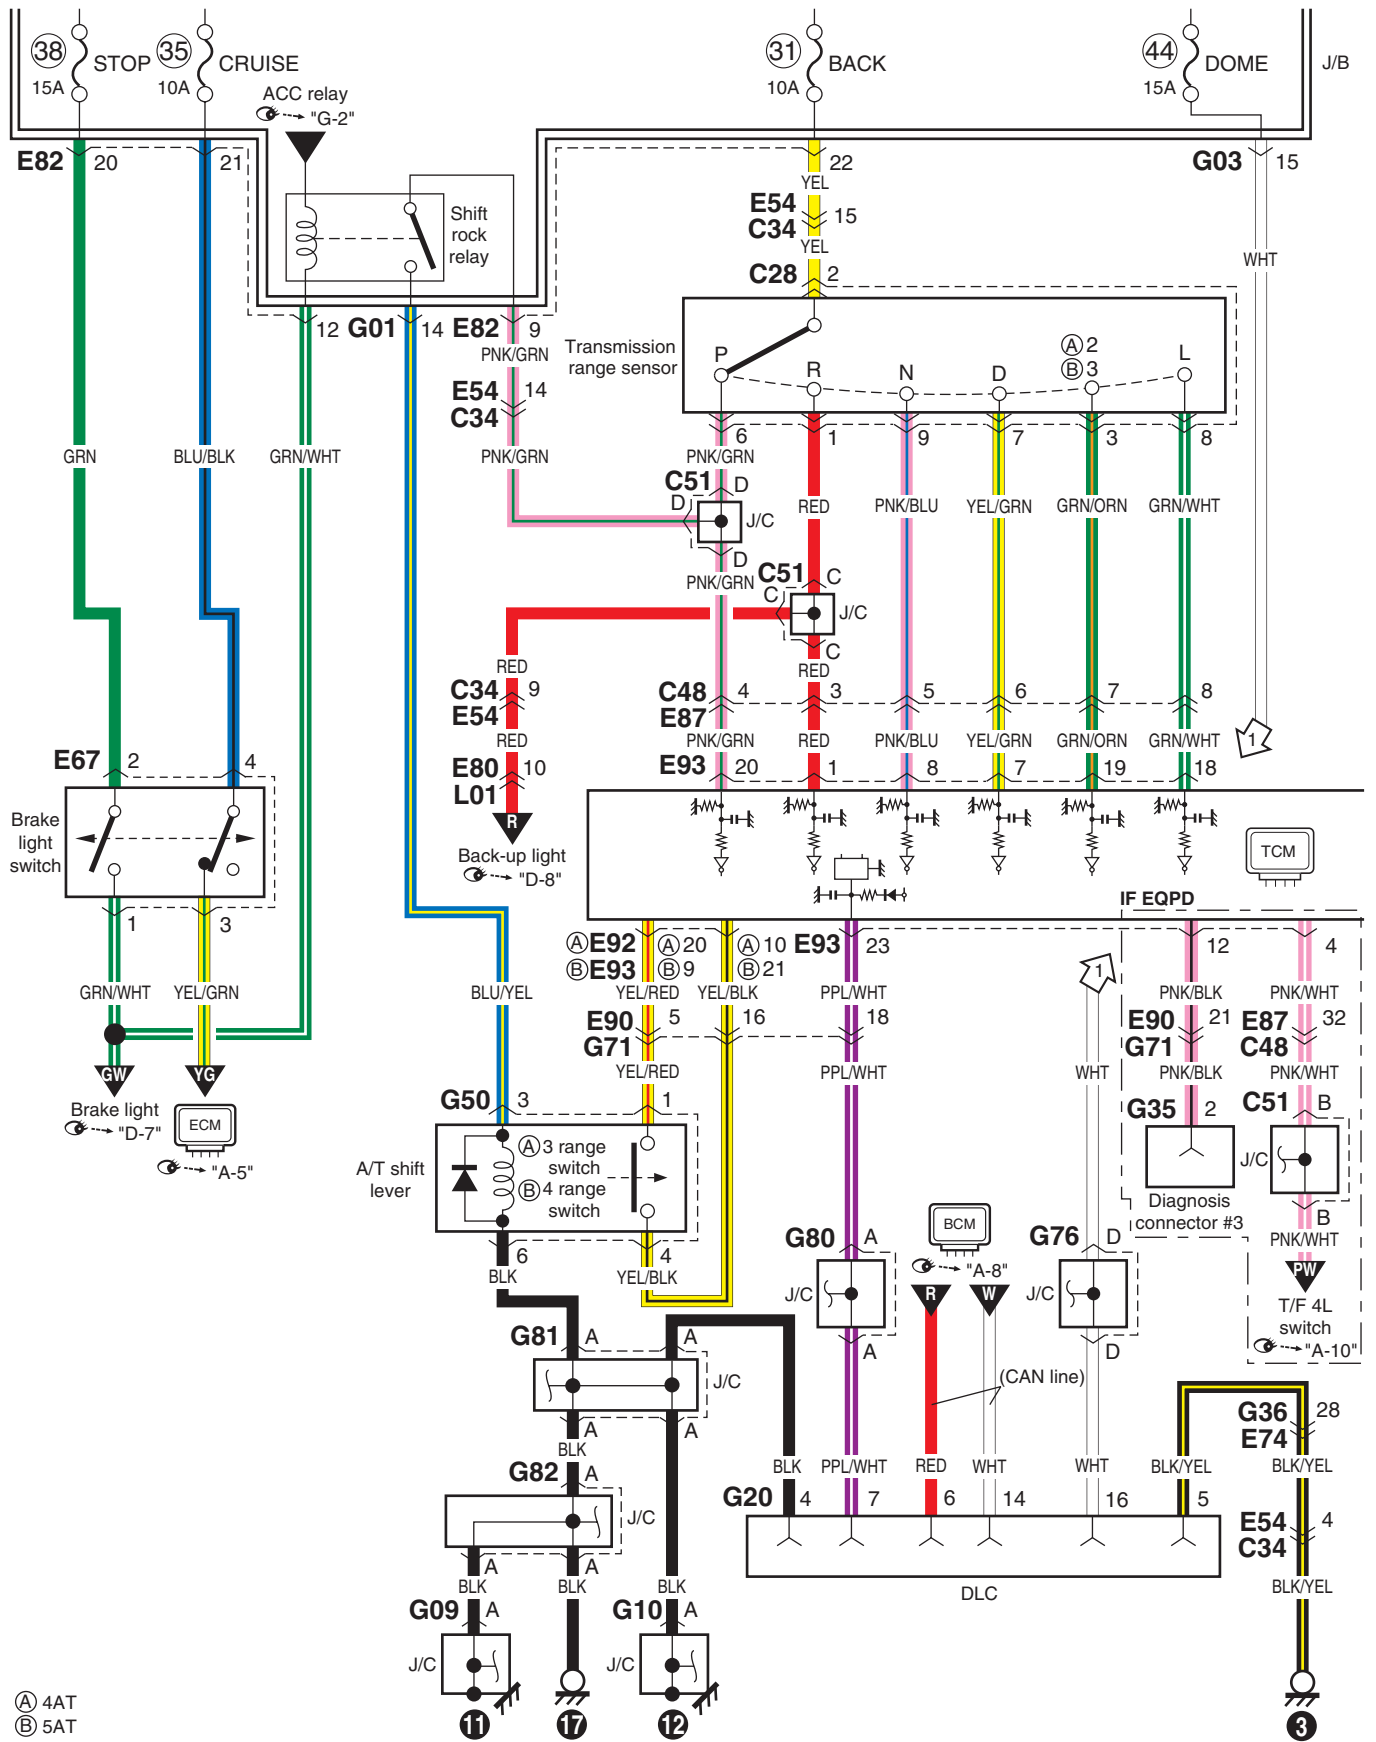 38 STOP 35 CRUISE 31 BACK 44 DOME J/B
15A 10A 10A 15A
ACC relay
"G-2"
E82 20 21 22 G03 15
YEL
E54 15
C34
YEL
Shift
rock
relay
WHT
C28 2
12 G01 14 E82 9
PNK/GRN
Transmission
range sensor
P R N D A 2 L
B 3
E54 14
C34
6 1 9 7 3 8
GRN BLU/BLK GRN/WHT PNK/GRN PNK/GRN
C51 D
D J/C
RED PNK/BLU YEL/GRN GRN/ORN GRN/WHT
D
PNK/GRN
C51 C
C J/C
C
RED RED
C34 9
E54
C48 4 3 5 6 7 8
E87
RED PNK/GRN RED PNK/BLU YEL/GRN GRN/ORN GRN/WHT
1
E67 2 4
E80 10
L01
E93 20 1 8 7 19 18
R
Brake
light
switch
Back-up light
"D-8"
TCM
IF EQPD
1 3
A E92 A 20 A 10 E93 23 12 4
B E93 B 9 B 21
1
GRN/WHT YEL/GRN BLU/YEL YEL/RED YEL/BLK PPL/WHT PNK/BLK PNK/WHT
E90 5 16 18 E90 21 E87 32
G71 G71 C48
GW YG
YEL/RED PPL/WHT WHT PNK/BLK PNK/WHT
Brake light
"D-7"
ECM
"A-5"
G50 3 1 G35 2 C51 B
A/T shift
lever
A 3 range
switch
B 4 range
switch
J/C
Diagnosis
connector #3
B
6 4
BLK YEL/BLK
G80 A BCM G76 D
"A-8"
PNK/WHT
PW
J/C R W J/C
T/F 4L
switch
"A-10"
A D
G81 A A
J/C
(CAN line)
A A
BLK
G36 28
E74
G82 A
J/C
BLK PPL/WHT RED WHT WHT BLK/YEL BLK/YEL
G20 4 7 6 14 16 5
E54 4
C34
A A
BLK BLK BLK
DLC
BLK/YEL
G09 A G10 A
J/C J/C
A 4AT
B 5AT
11 17 12 3